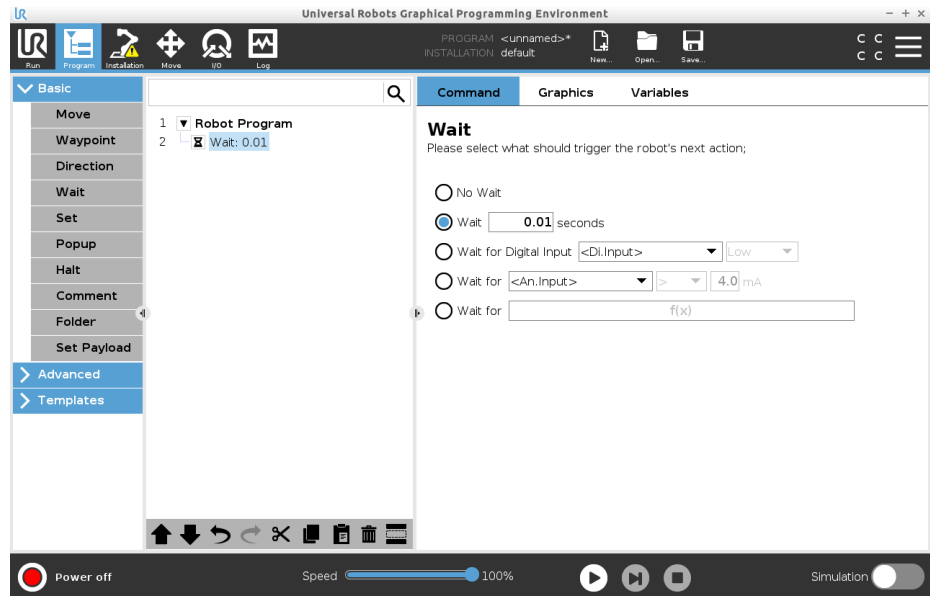 Universal Robots Graphical Programming Environment
PROGRAM <unnamed>*
INSTALLATION default
Run Program Installation Move I/O Log
New... Open... Save...
C C
C C
Basic
Move
Waypoint
Direction
Wait
Set
Popup
Halt
Comment
Folder
Set Payload
Advanced
Templates
1 Robot Program
2 Wait: 0.01
Command Graphics Variables
Wait
Please select what should trigger the robot's next action;
No Wait
Wait 0.01 seconds
Wait for Digital Input <Di.Input> Low
Wait for <An.Input> > 4.0 mA
Wait for f(x)
Power off
Speed 100%
Simulation